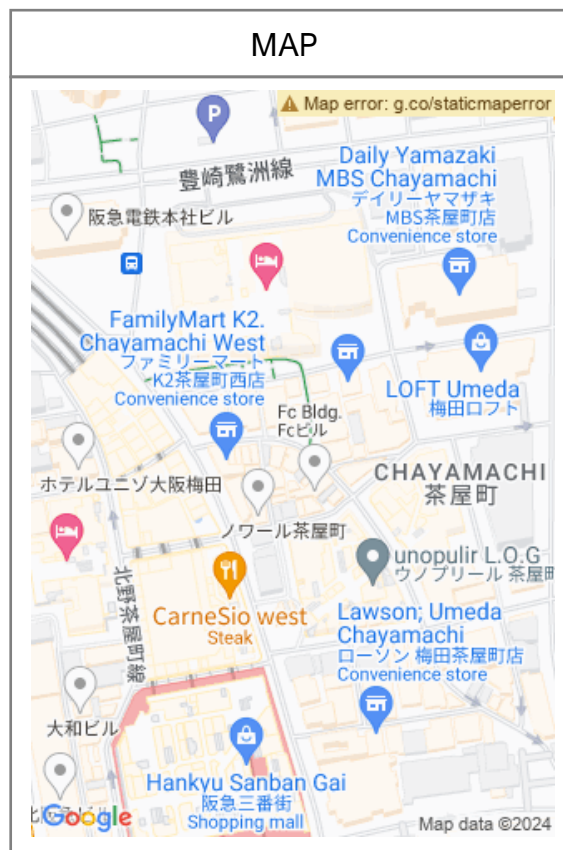 MAP
Map error: g.co/staticmaperror
P
豊崎鷺洲線
Daily Yamazaki
MBS Chayamachi
デイリーヤマザキ
MBS茶屋町店
Convenience store
阪急電鉄本社ビル
FamilyMart K2.
Chayamachi West
ファミリーマート
K2茶屋町西店
Convenience store
LOFT Umeda
梅田ロフト
Fc Bldg.
Fcビル
CHAYAMACHI
茶屋町
ホテルユニゾ大阪梅田
ノワール茶屋町
unopulir L.O.G
ウノプリール 茶屋町
北野茶屋町線
CarneSio west
Steak
Lawson; Umeda
Chayamachi
ローソン 梅田茶屋町店
Convenience store
大和ビル
Hankyu Sanban Gai
阪急三番街
Shopping mall
Google
Map data ©2024